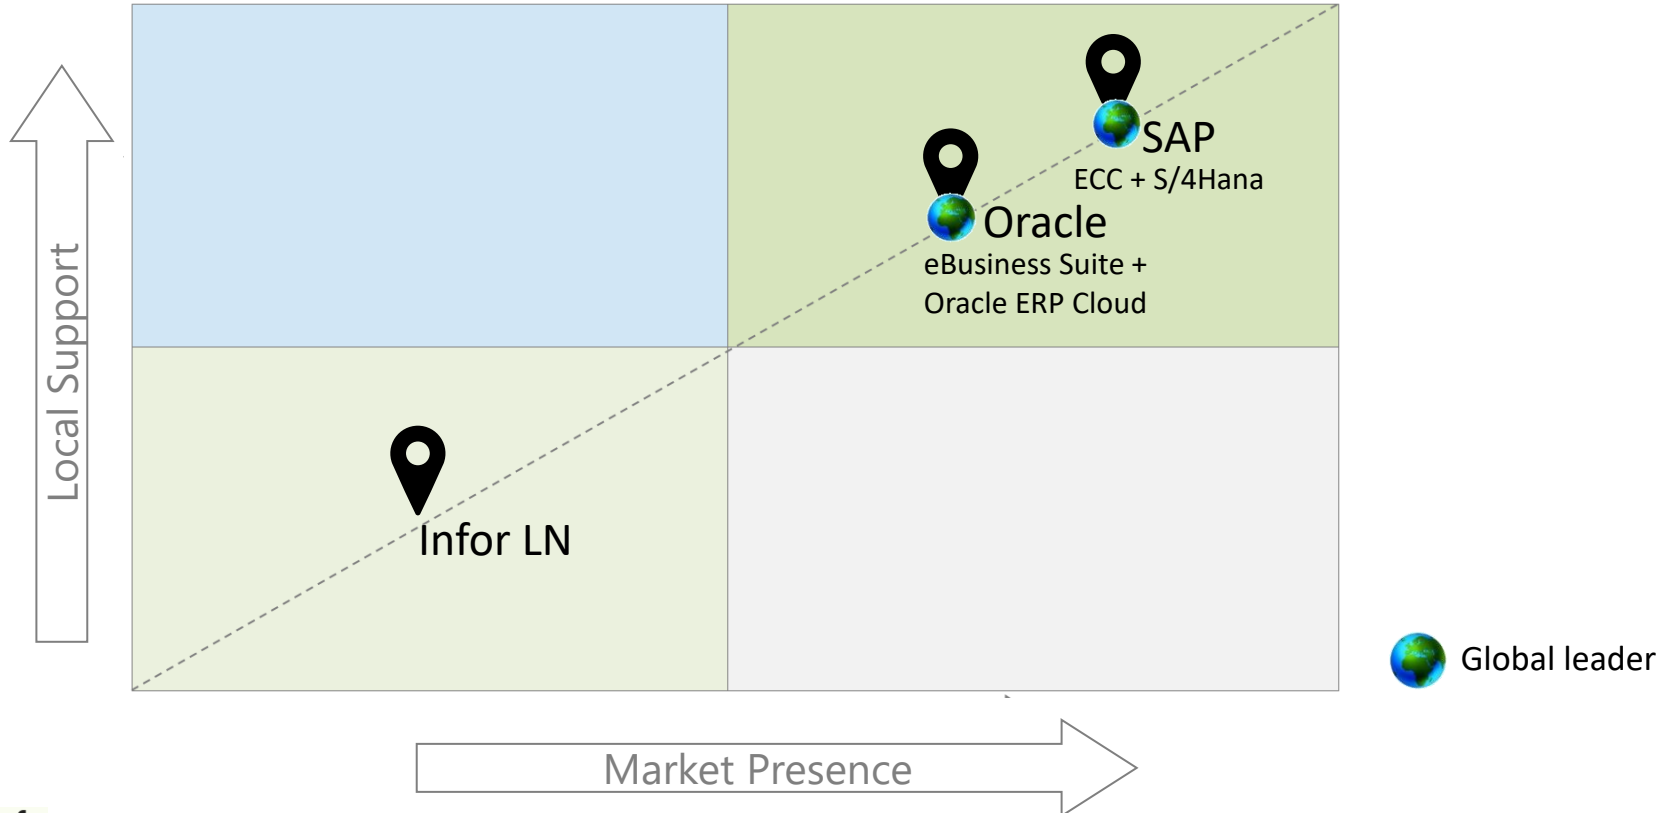 SAP
ECC + S/4Hana
Oracle
eBusiness Suite +
Oracle ERP Cloud
Local Support
Infor LN
Global leader
Market Presence